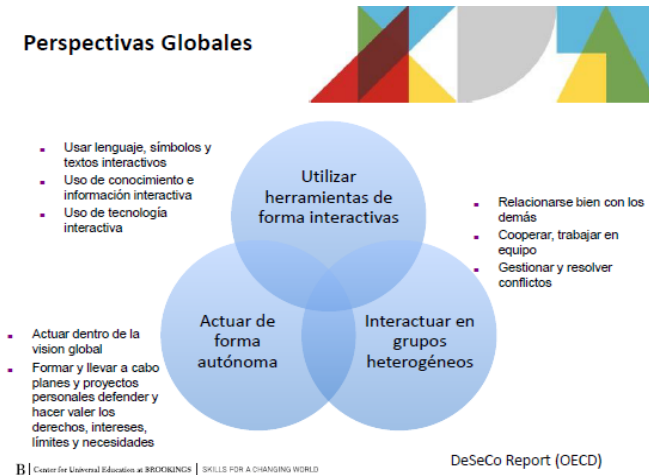 Perspectivas Globales
▪ Usar lenguaje, símbolos y
textos interactivos
▪ Uso de conocimiento e
información interactiva
▪ Uso de tecnología
interactiva
Utilizar
herramientas de
forma interactivas
▪ Relacionarse bien con los
demás
▪ Cooperar, trabajar en
equipo
▪ Gestionar y resolver
conflictos
Actuar de
forma
autónoma
Interactuar en
grupos
heterogéneos
▪ Actuar dentro de la
vision global
▪ Formar y llevar a cabo
planes y proyectos
personales defender y
hacer valer los
derechos, intereses,
límites y necesidades
B | Center for Universal Education at BROOKINGS | SKILLS FOR A CHANGING WORLD
DeSeCo Report (OECD)